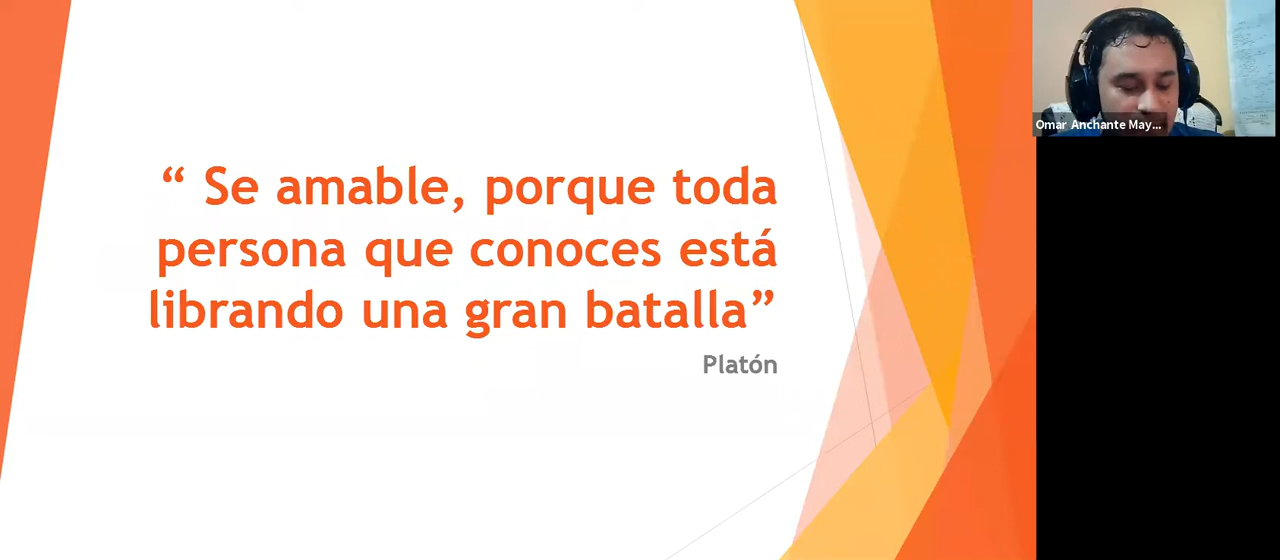 “ Se amable, porque toda
persona que conoces está
librando una gran batalla”
Platón
Omar Anchante May...